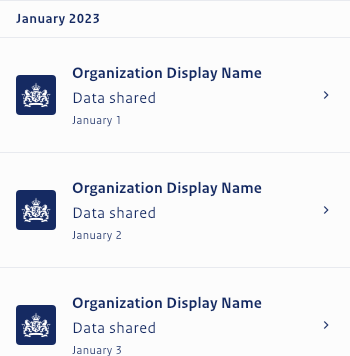 January 2023
Organization Display Name
Data shared
January 1
Organization Display Name
Data shared
January 2
Organization Display Name
Data shared
January 3